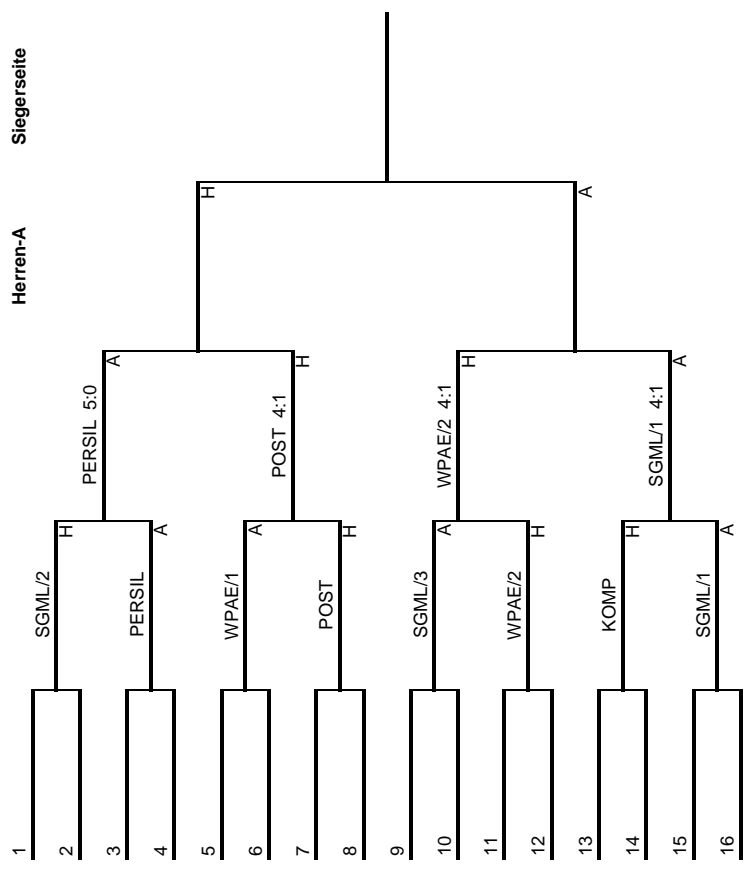 Herren-A Siegerseite
1
2
3
4
5
6
7
8
9
10
11
12
13
14
15
16
SGML/2
H
PERSIL
A
WPAE/1
A
POST
H
SGML/3
A
WPAE/2
H
KOMP
H
SGML/1
A
PERSIL 5:0
A
POST 4:1
H
WPAE/2 4:1
H
SGML/1 4:1
A
H
A